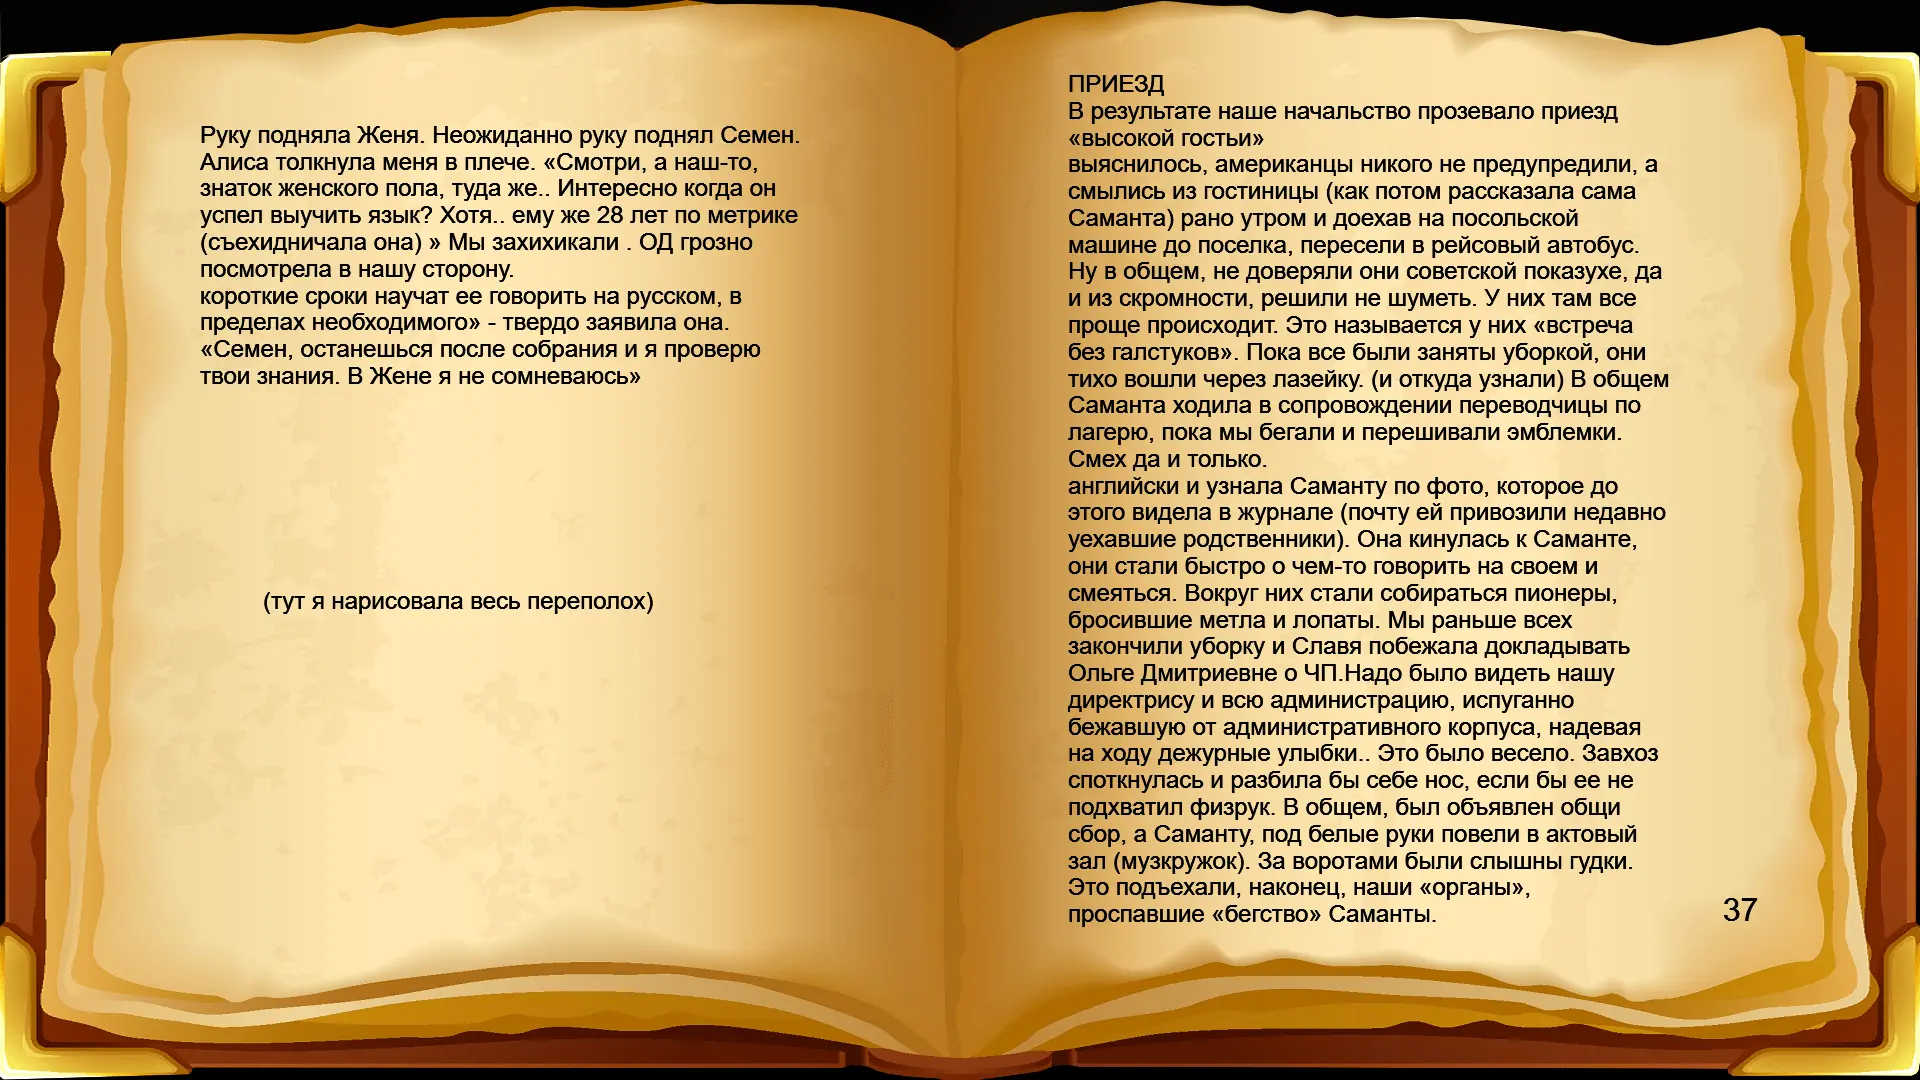 Руку подняла Женя. Неожиданно руку поднял Семен.
Алиса толкнула меня в плече. «Смотри, а наш-то,
знаток женского пола, туда же.. Интересно когда он
успел выучить язык? Хотя.. ему же 28 лет по метрике
(съехидничала она) » Мы захихикали . ОД грозно
посмотрела в нашу сторону.
короткие сроки научат ее говорить на русском, в
пределах необходимого» - твердо заявила она.
«Семен, останешься после собрания и я проверю
твои знания. В Жене я не сомневаюсь»
(тут я нарисовала весь переполох)
ПРИЕЗД
В результате наше начальство прозевало приезд
«высокой гостьи»
выяснилось, американцы никого не предупредили, а
смылись из гостиницы (как потом рассказала сама
Саманта) рано утром и доехав на посольской
машине до поселка, пересели в рейсовый автобус.
Ну в общем, не доверяли они советской показухе, да
и из скромности, решили не шуметь. У них там все
проще происходит. Это называется у них «встреча
без галстуков». Пока все были заняты уборкой, они
тихо вошли через лазейку. (и откуда узнали) В общем
Саманта ходила в сопровождении переводчицы по
лагерю, пока мы бегали и перешивали эмблемки.
Смех да и только.
английски и узнала Саманту по фото, которое до
этого видела в журнале (почту ей привозили недавно
уехавшие родственники). Она кинулась к Саманте,
они стали быстро о чем-то говорить на своем и
смеяться. Вокруг них стали собираться пионеры,
бросившие метла и лопаты. Мы раньше всех
закончили уборку и Славя побежала докладывать
Ольге Дмитриевне о ЧП.Надо было видеть нашу
директрису и всю администрацию, испуганно
бежавшую от административного корпуса, надевая
на ходу дежурные улыбки.. Это было весело. Завхоз
споткнулась и разбила бы себе нос, если бы ее не
подхватил физрук. В общем, был объявлен общи
сбор, а Саманту, под белые руки повели в актовый
зал (музкружок). За воротами были слышны гудки.
Это подъехали, наконец, наши «органы»,
проспавшие «бегство» Саманты.
37